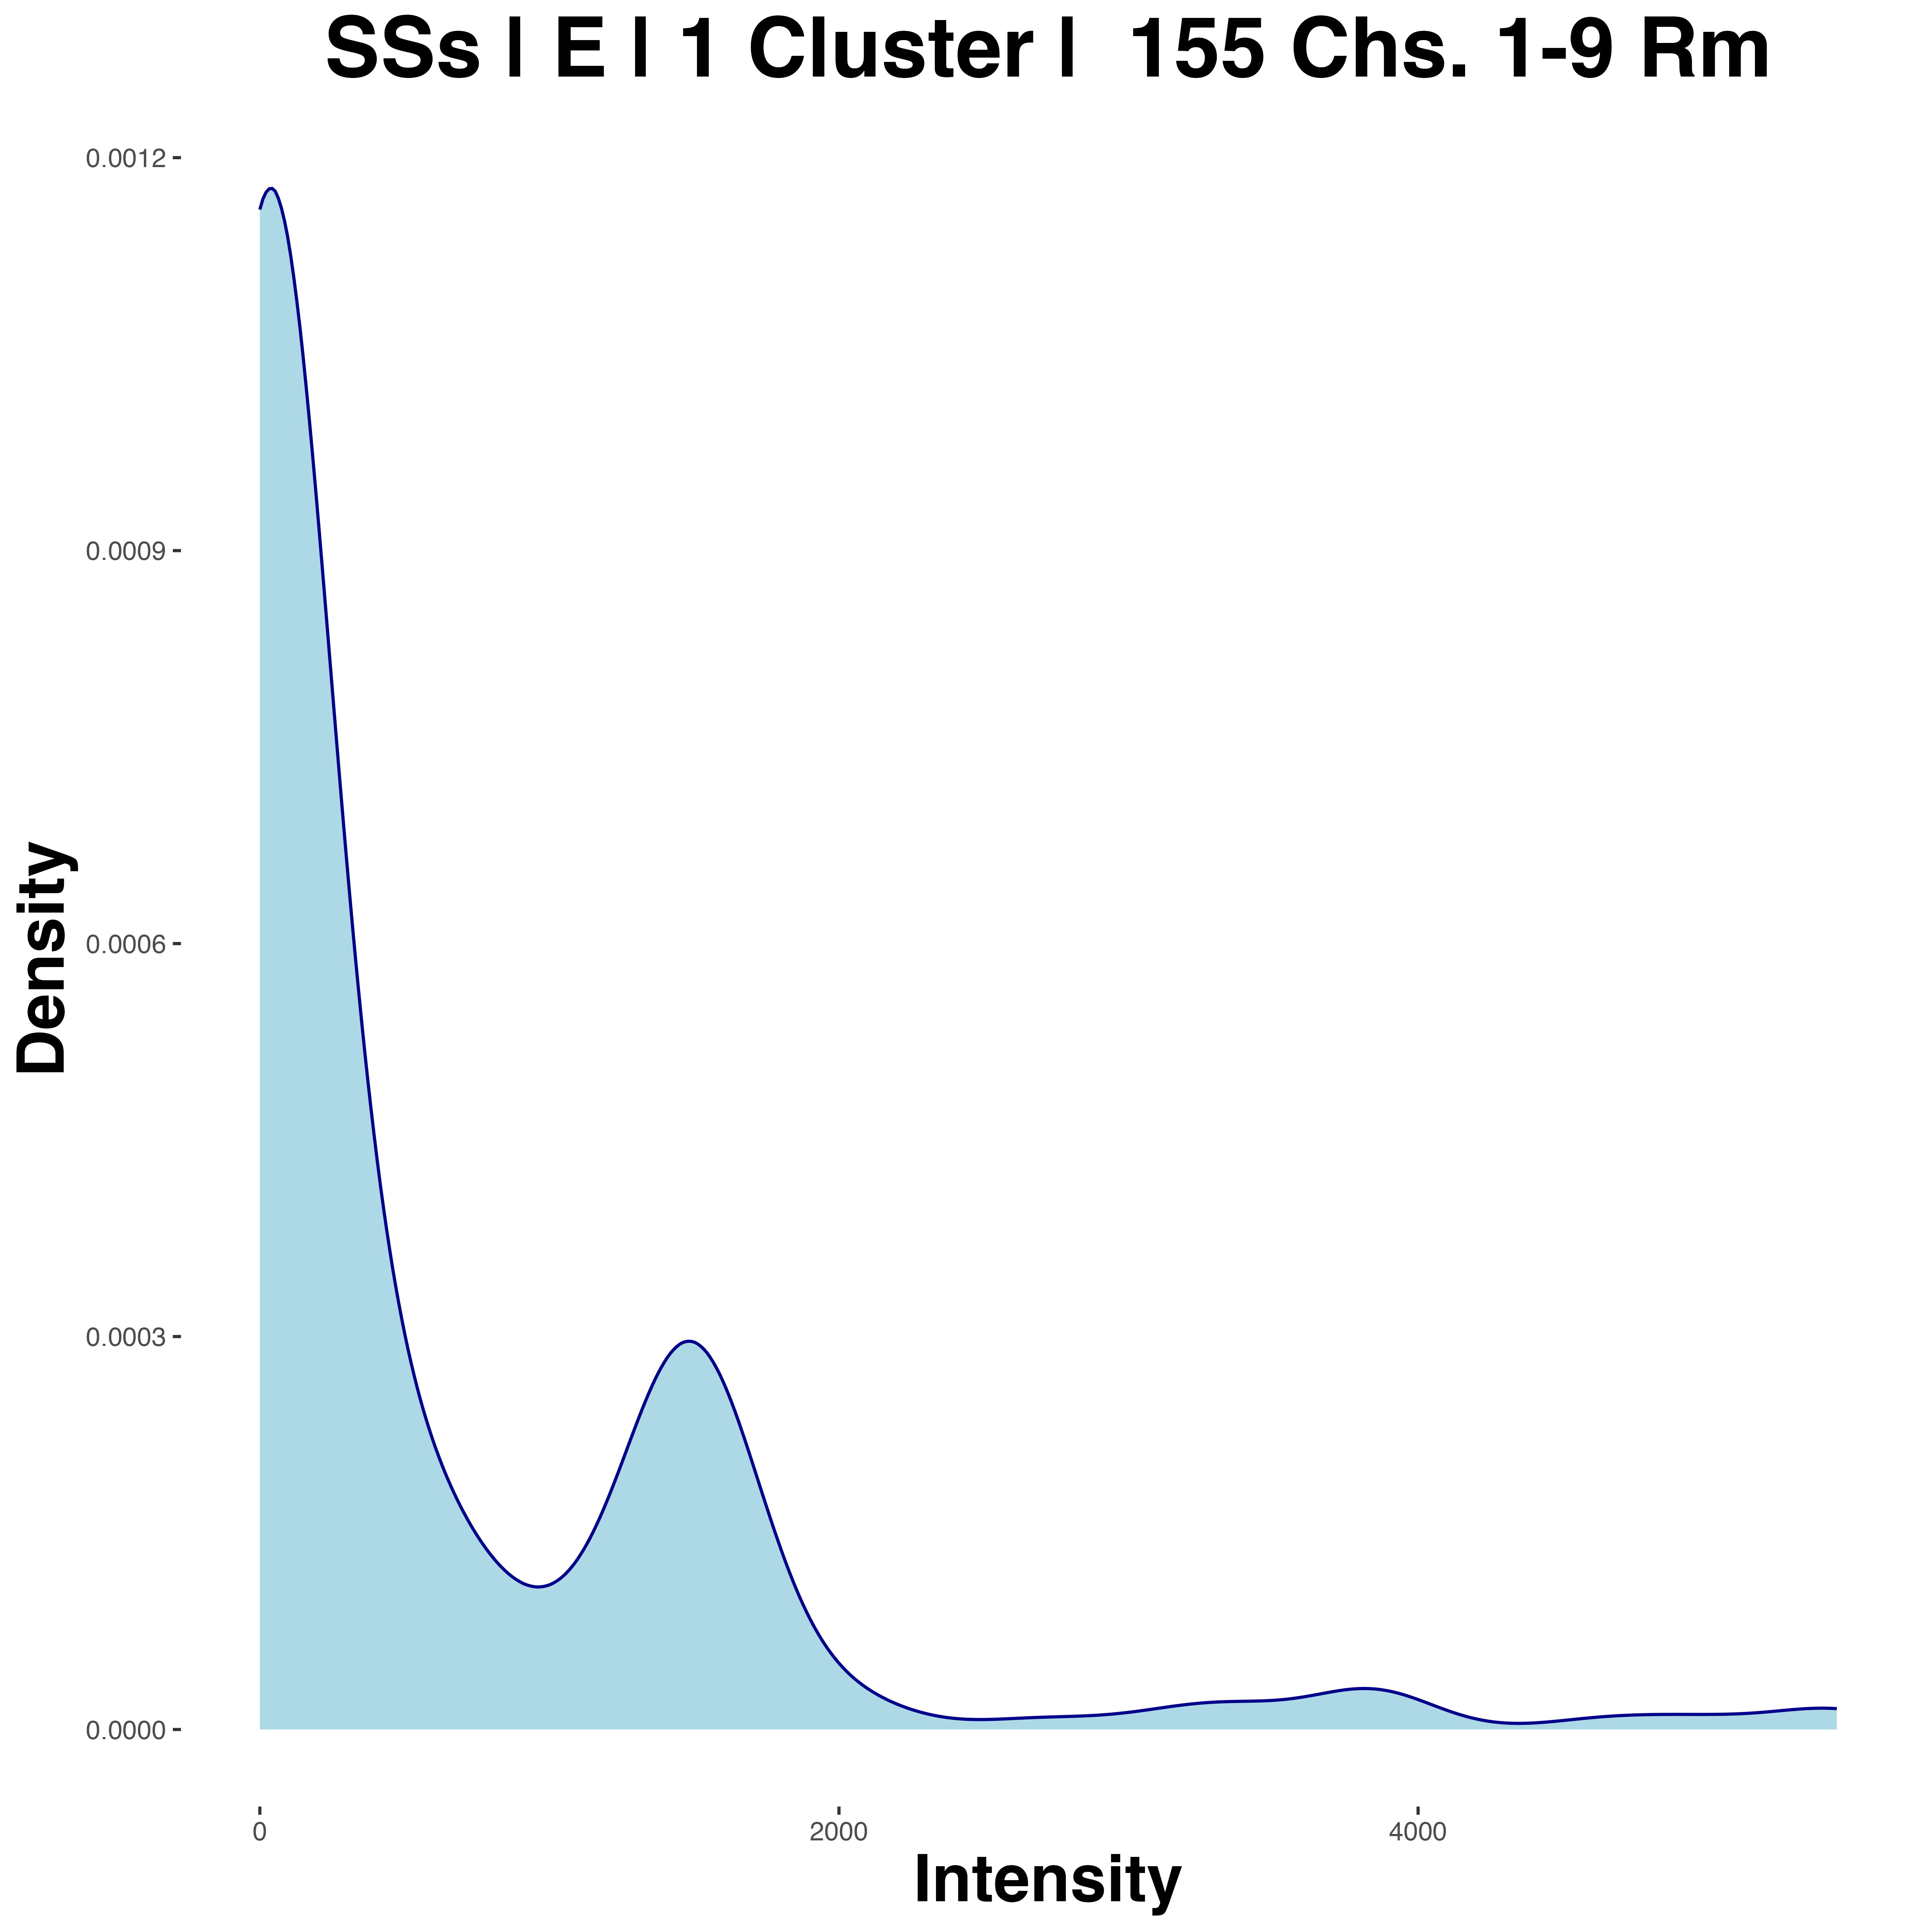 SSs | E | 1 Cluster |  155 Chs. 1-9 Rm
0.0012
0.0009
0.0006
0.0003
0.0000
Density
0 2000 4000
Intensity